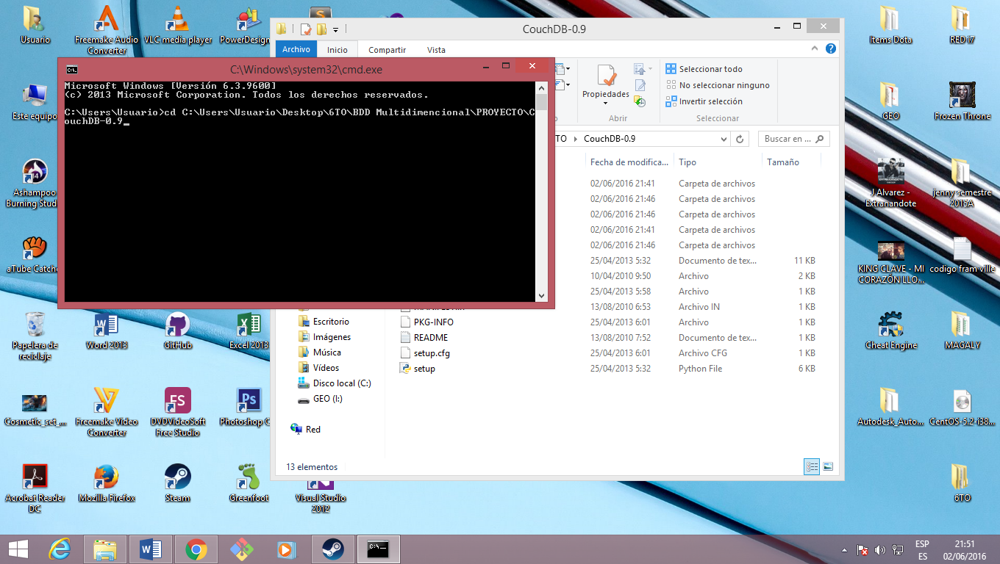 Usuario
Freemake Audio
Converter
VLC media player
PowerDesign
Items Dota
RED i7
CouchDB-0.9
Archivo
Inicio
Compartir
Vista
C:\Windows\system32\cmd.exe
Microsoft Windows [Versión 6.3.9600]
(c) 2013 Microsoft Corporation. Todos los derechos reservados.
C:\Users\Usuario>cd C:\Users\Usuario\Desktop\6TO\BDD Multidimencional\PROYECTO\C
ouchDB-0.9_
Propiedades
Abrir
Seleccionar todo
No seleccionar ninguno
Invertir selección
Seleccionar
Este equipo
GEO
Frozen Throne
TO
CouchDB-0.9
Buscar en ...
Fecha de modifica...
Tipo
Tamaño
02/06/2016 21:41
Carpeta de archivos
02/06/2016 21:46
Carpeta de archivos
02/06/2016 21:46
Carpeta de archivos
02/06/2016 21:41
Carpeta de archivos
02/06/2016 21:46
Carpeta de archivos
25/04/2013 5:32
Documento de tex...
11 KB
10/04/2010 9:50
Archivo
2 KB
25/04/2013 5:58
Archivo
1 KB
13/08/2010 6:53
Archivo IN
1 KB
PKG-INFO
25/04/2013 6:01
Archivo
1 KB
README
13/08/2010 7:52
Documento de tex...
1 KB
setup.cfg
25/04/2013 6:01
Archivo CFG
1 KB
setup
25/04/2013 5:32
Python File
6 KB
Escritorio
Imágenes
Música
Vídeos
Disco local (C:)
GEO (I:)
Red
13 elementos
Ashampoo
Burning Studi
J Alvarez -
Extranandote
jenny semestre
2013A
aTube Catche
KING CLAVE - MI
CORAZÓN LLO...
codigo fram ville
Papelera de
reciclaje
Word 2013
GitHub
Excel 2013
Cheat Engine
MAGALY
Cosmetic_set_...
Freemake Video
Converter
DVDVideoSoft
Free Studio
Photoshop C
Autodesk_Auto...
CentOS-5.2-i38...
Acrobat Reader
DC
Mozilla Firefox
Steam
Greenfoot
Visual Studio
2012
6TO
ESP
ES
21:51
02/06/2016